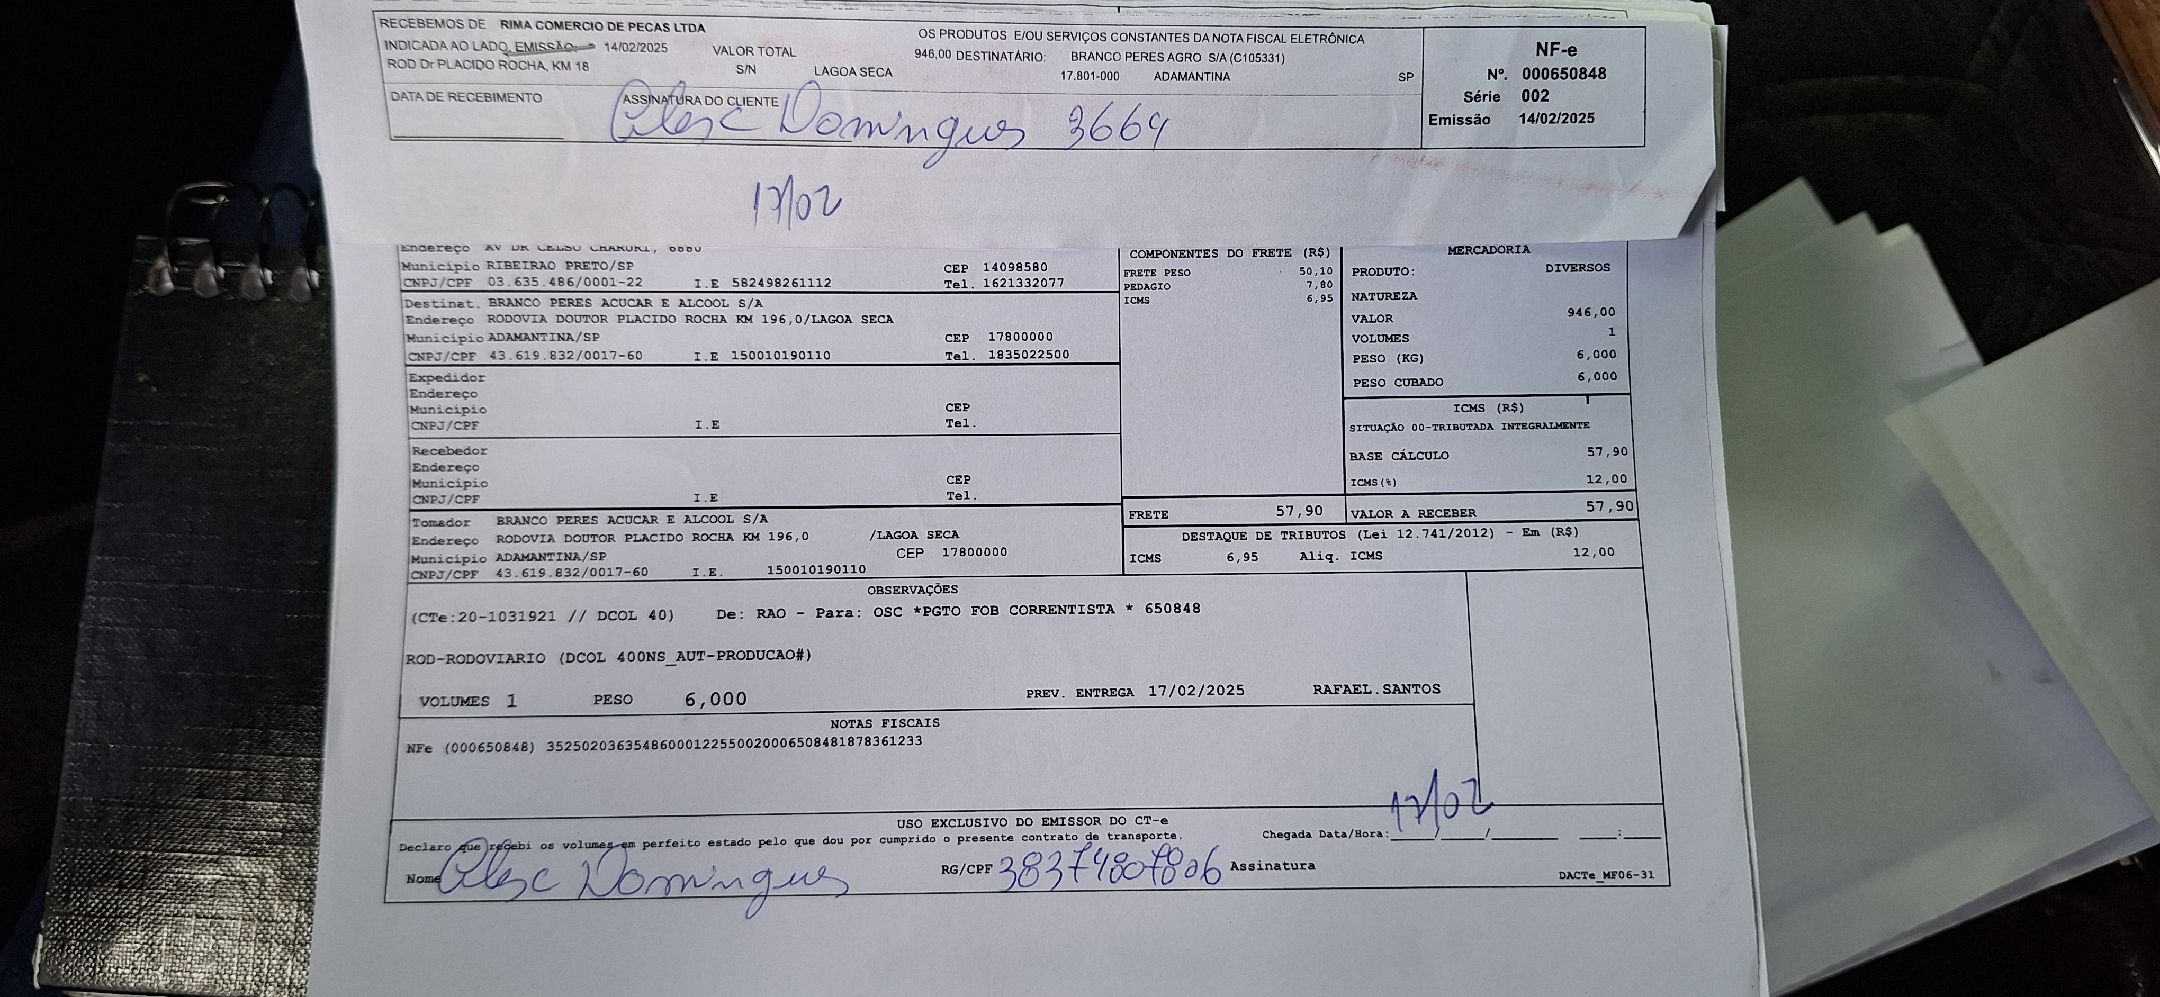 RECEBEMOS DE RIMA COMERCIO DE PECAS LTDA
OS PRODUTOS E/OU SERVIÇOS CONSTANTES DA NOTA FISCAL ELETRÔNICA
INDICADA AO LADO, EMISSÃO: 14/02/2025 VALOR TOTAL 946,00 DESTINATÁRIO: BRANCO PERES AGRO S/A (C105331)
ROD Dr PLACIDO ROCHA, KM 18 S/N LAGOA SECA 17.801-000 ADAMANTINA SP
DATA DE RECEBIMENTO ASSINATURA DO CLIENTE
Domingues 3664
NF-e
Nº. 000650848
Série 002
Emissão 14/02/2025
17/02
Endereço AV DR CELSO CHARURI,
Município RIBEIRAO PRETO/SP CEP 14098580
CNPJ/CPF 03.635.486/0001-22 I.E 582498261112 Tel. 1621332077
Destinat. BRANCO PERES ACUCAR E ALCOOL S/A
Endereço RODOVIA DOUTOR PLACIDO ROCHA KM 196,0/LAGOA SECA
Município ADAMANTINA/SP CEP 17800000
CNPJ/CPF 43.619.832/0017-60 I.E 150010190110 Tel. 1835022500
Expedidor
Endereço
Município CEP
CNPJ/CPF I.E Tel.
Recebedor
Endereço
Município CEP
CNPJ/CPF I.E Tel.
Tomador BRANCO PERES ACUCAR E ALCOOL S/A
Endereço RODOVIA DOUTOR PLACIDO ROCHA KM 196,0 /LAGOA SECA
Município ADAMANTINA/SP CEP 17800000
CNPJ/CPF 43.619.832/0017-60 I.E. 150010190110
COMPONENTES DO FRETE (R$)
FRETE PESO 50,10
PEDAGIO 7,80
ICMS 6,95
FRETE 57,90
MERCADORIA
PRODUTO: DIVERSOS
NATUREZA
VALOR 946,00
VOLUMES 1
PESO (KG) 6,000
PESO CUBADO 6,000
ICMS (R$)
SITUAÇÃO 00-TRIBUTADA INTEGRALMENTE
BASE CÁLCULO 57,90
ICMS(%) 12,00
VALOR A RECEBER 57,90
DESTAQUE DE TRIBUTOS (Lei 12.741/2012) - Em (R$)
ICMS 6,95 Aliq. ICMS 12,00
OBSERVAÇÕES
(CTe:20-1031921 // DCOL 40) De: RAO - Para: OSC *PGTO FOB CORRENTISTA * 650848
ROD-RODOVIARIO (DCOL 400NS_AUT-PRODUCAO#)
VOLUMES 1 PESO 6,000 PREV. ENTREGA 17/02/2025 RAFAEL.SANTOS
NOTAS FISCAIS
NFe (000650848) 35250203635486000122550020006508481878361233
17/02
USO EXCLUSIVO DO EMISSOR DO CT-e
Declaro que recebi os volumes em perfeito estado pelo que dou por cumprido o presente contrato de transporte. Chegada Data/Hora: / / :
Nome Domingues RG/CPF 38374807806 Assinatura
DACTe_MF06-31